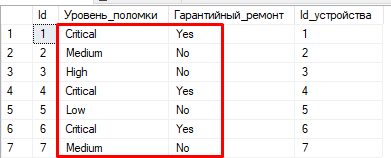 Id Уровень_поломки Гарантийный_ремонт Id_устройства
1 1 Critical Yes 1
2 2 Medium No 2
3 3 High No 3
4 4 Critical Yes 4
5 5 Low No 5
6 6 Critical Yes 6
7 7 Medium No 7